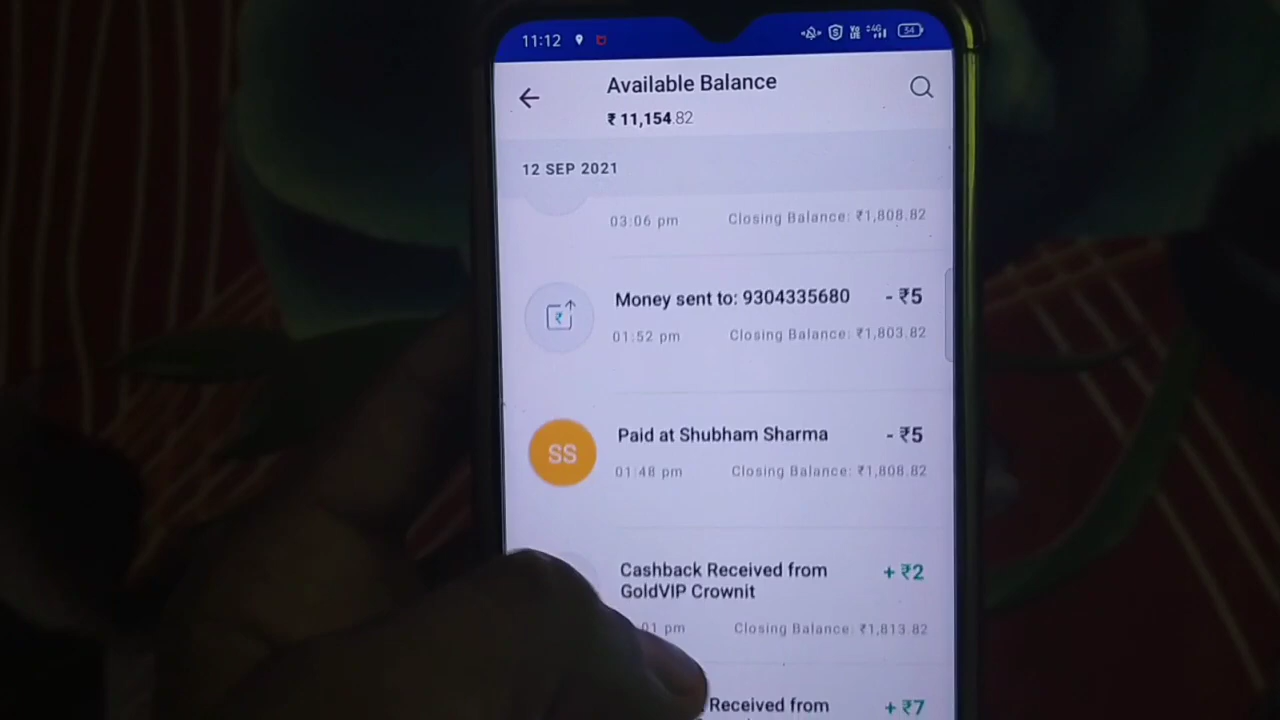 11:12
54
Available Balance
₹ 11,154.82
12 SEP 2021
03:06 pm Closing Balance: ₹1,808.82
Money sent to: 9304335680 - ₹5
01:52 pm Closing Balance: ₹1,803.82
SS Paid at Shubham Sharma - ₹5
01:48 pm Closing Balance: ₹1,808.82
Cashback Received from + ₹2
GoldVIP Crownit
01 pm Closing Balance: ₹1,813.82
Received from + ₹7